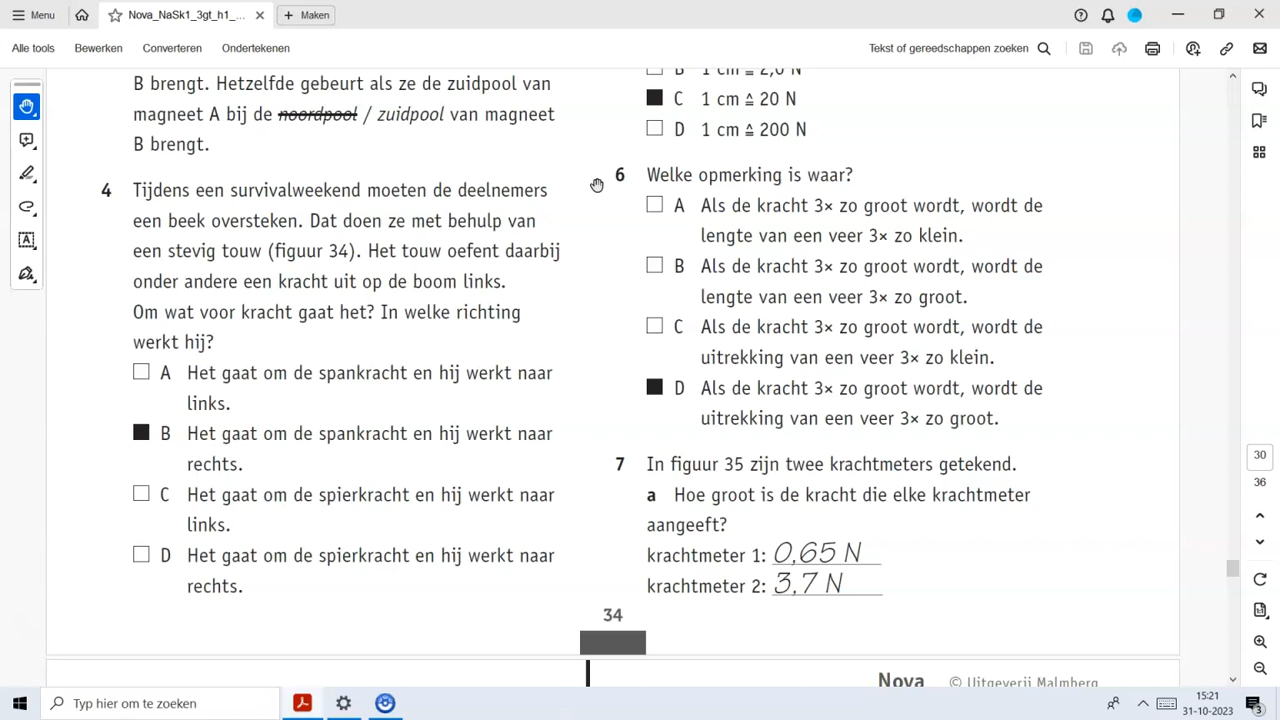 Menu
Nova_NaSk1_3gt_h1_...
Maken
Alle tools
Bewerken
Converteren
Ondertekenen
Tekst of gereedschappen zoeken
B brengt. Hetzelfde gebeurt als ze de zuidpool van
magneet A bij de noordpool / zuidpool van magneet
B brengt.
4 Tijdens een survivalweekend moeten de deelnemers
een beek oversteken. Dat doen ze met behulp van
een stevig touw (figuur 34). Het touw oefent daarbij
onder andere een kracht uit op de boom links.
Om wat voor kracht gaat het? In welke richting
werkt hij?
A Het gaat om de spankracht en hij werkt naar
links.
B Het gaat om de spankracht en hij werkt naar
rechts.
C Het gaat om de spierkracht en hij werkt naar
links.
D Het gaat om de spierkracht en hij werkt naar
rechts.
B 1 cm ≙ 2,0 N
C 1 cm ≙ 20 N
D 1 cm ≙ 200 N
6 Welke opmerking is waar?
A Als de kracht 3× zo groot wordt, wordt de
lengte van een veer 3× zo klein.
B Als de kracht 3× zo groot wordt, wordt de
lengte van een veer 3× zo groot.
C Als de kracht 3× zo groot wordt, wordt de
uitrekking van een veer 3× zo klein.
D Als de kracht 3× zo groot wordt, wordt de
uitrekking van een veer 3× zo groot.
7 In figuur 35 zijn twee krachtmeters getekend.
a Hoe groot is de kracht die elke krachtmeter
aangeeft?
krachtmeter 1: 0,65 N
krachtmeter 2: 3,7 N
34
Nova © Uitgeverij Malmberg
30
36
Typ hier om te zoeken
15:21
31-10-2023
3